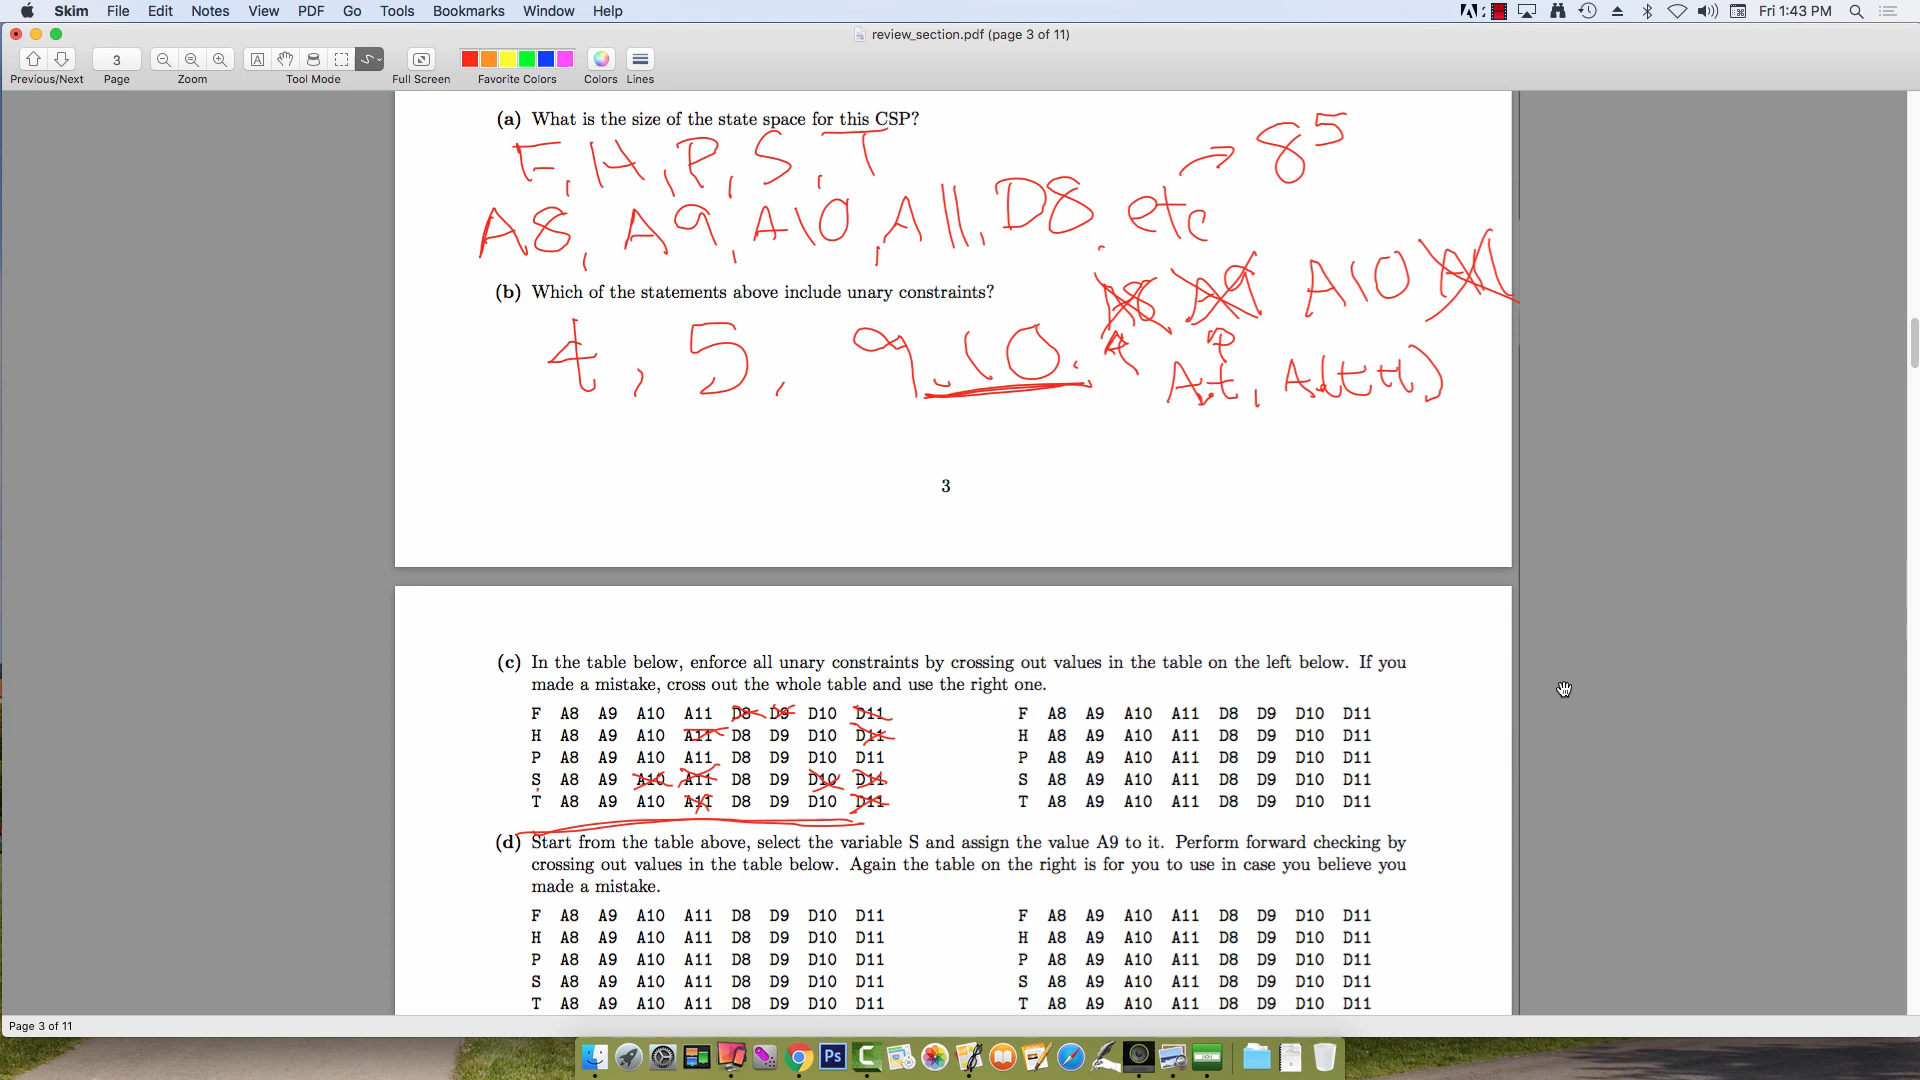 Skim File Edit View Notes View PDF Go Tools Bookmarks Window Help Fri 1:43 PM
review_section.pdf (page 3 of 11)
3
Previous/Next Page Zoom Tool Mode Full Screen Favorite Colors Colors Lines
(a) What is the size of the state space for this CSP?
F, H, P, S, T
→ 8^5
A8, A9, A10, A11, D8, etc
(b) Which of the statements above include unary constraints?
A8 A9 A10 A11
4, 5, 9, 10.
At, A(t+1)
3
(c) In the table below, enforce all unary constraints by crossing out values in the table on the left below. If you
made a mistake, cross out the whole table and use the right one.
F A8 A9 A10 A11 D8 D9 D10 D11 F A8 A9 A10 A11 D8 D9 D10 D11
H A8 A9 A10 A11 D8 D9 D10 D11 H A8 A9 A10 A11 D8 D9 D10 D11
P A8 A9 A10 A11 D8 D9 D10 D11 P A8 A9 A10 A11 D8 D9 D10 D11
S A8 A9 A10 A11 D8 D9 D10 D11 S A8 A9 A10 A11 D8 D9 D10 D11
T A8 A9 A10 A11 D8 D9 D10 D11 T A8 A9 A10 A11 D8 D9 D10 D11
(d) Start from the table above, select the variable S and assign the value A9 to it. Perform forward checking by
crossing out values in the table below. Again the table on the right is for you to use in case you believe you
made a mistake.
F A8 A9 A10 A11 D8 D9 D10 D11 F A8 A9 A10 A11 D8 D9 D10 D11
H A8 A9 A10 A11 D8 D9 D10 D11 H A8 A9 A10 A11 D8 D9 D10 D11
P A8 A9 A10 A11 D8 D9 D10 D11 P A8 A9 A10 A11 D8 D9 D10 D11
S A8 A9 A10 A11 D8 D9 D10 D11 S A8 A9 A10 A11 D8 D9 D10 D11
T A8 A9 A10 A11 D8 D9 D10 D11 T A8 A9 A10 A11 D8 D9 D10 D11
Page 3 of 11
Ps